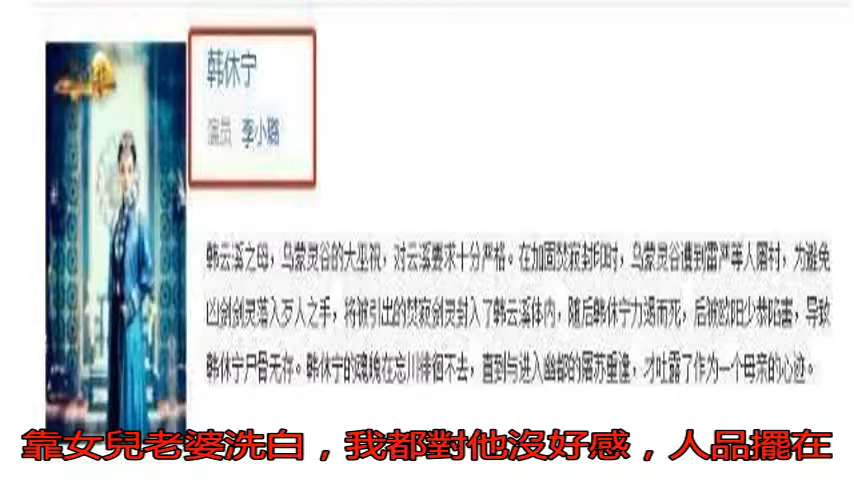 韩休宁
演员 李小璐
韩云溪之母，乌蒙灵谷的大巫祝，对云溪要求十分严格。在加固焚寂封印时，乌蒙灵谷遭到雷严等人屠村，为避免
凶剑剑灵落入歹人之手，将被引出的焚寂剑灵封入了韩云溪体内，随后韩休宁力竭而死，后被欧阳少恭陷害，导致
韩休宁尸骨无存。韩休宁的魂魄在忘川徘徊不去，直到与进入幽都的屠苏重逢，才吐露了作为一个母亲的心迹。
靠女兒老婆洗白，我都對他沒好感，人品擺在